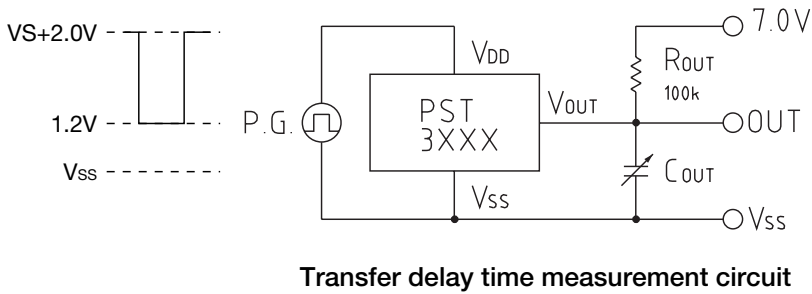 VS+2.0V
1.2V
VSS
P.G.
VDD
PST
3XXX
VSS
VOUT
7.0V
ROUT
100k
OUT
COUT
VSS
Transfer delay time measurement circuit